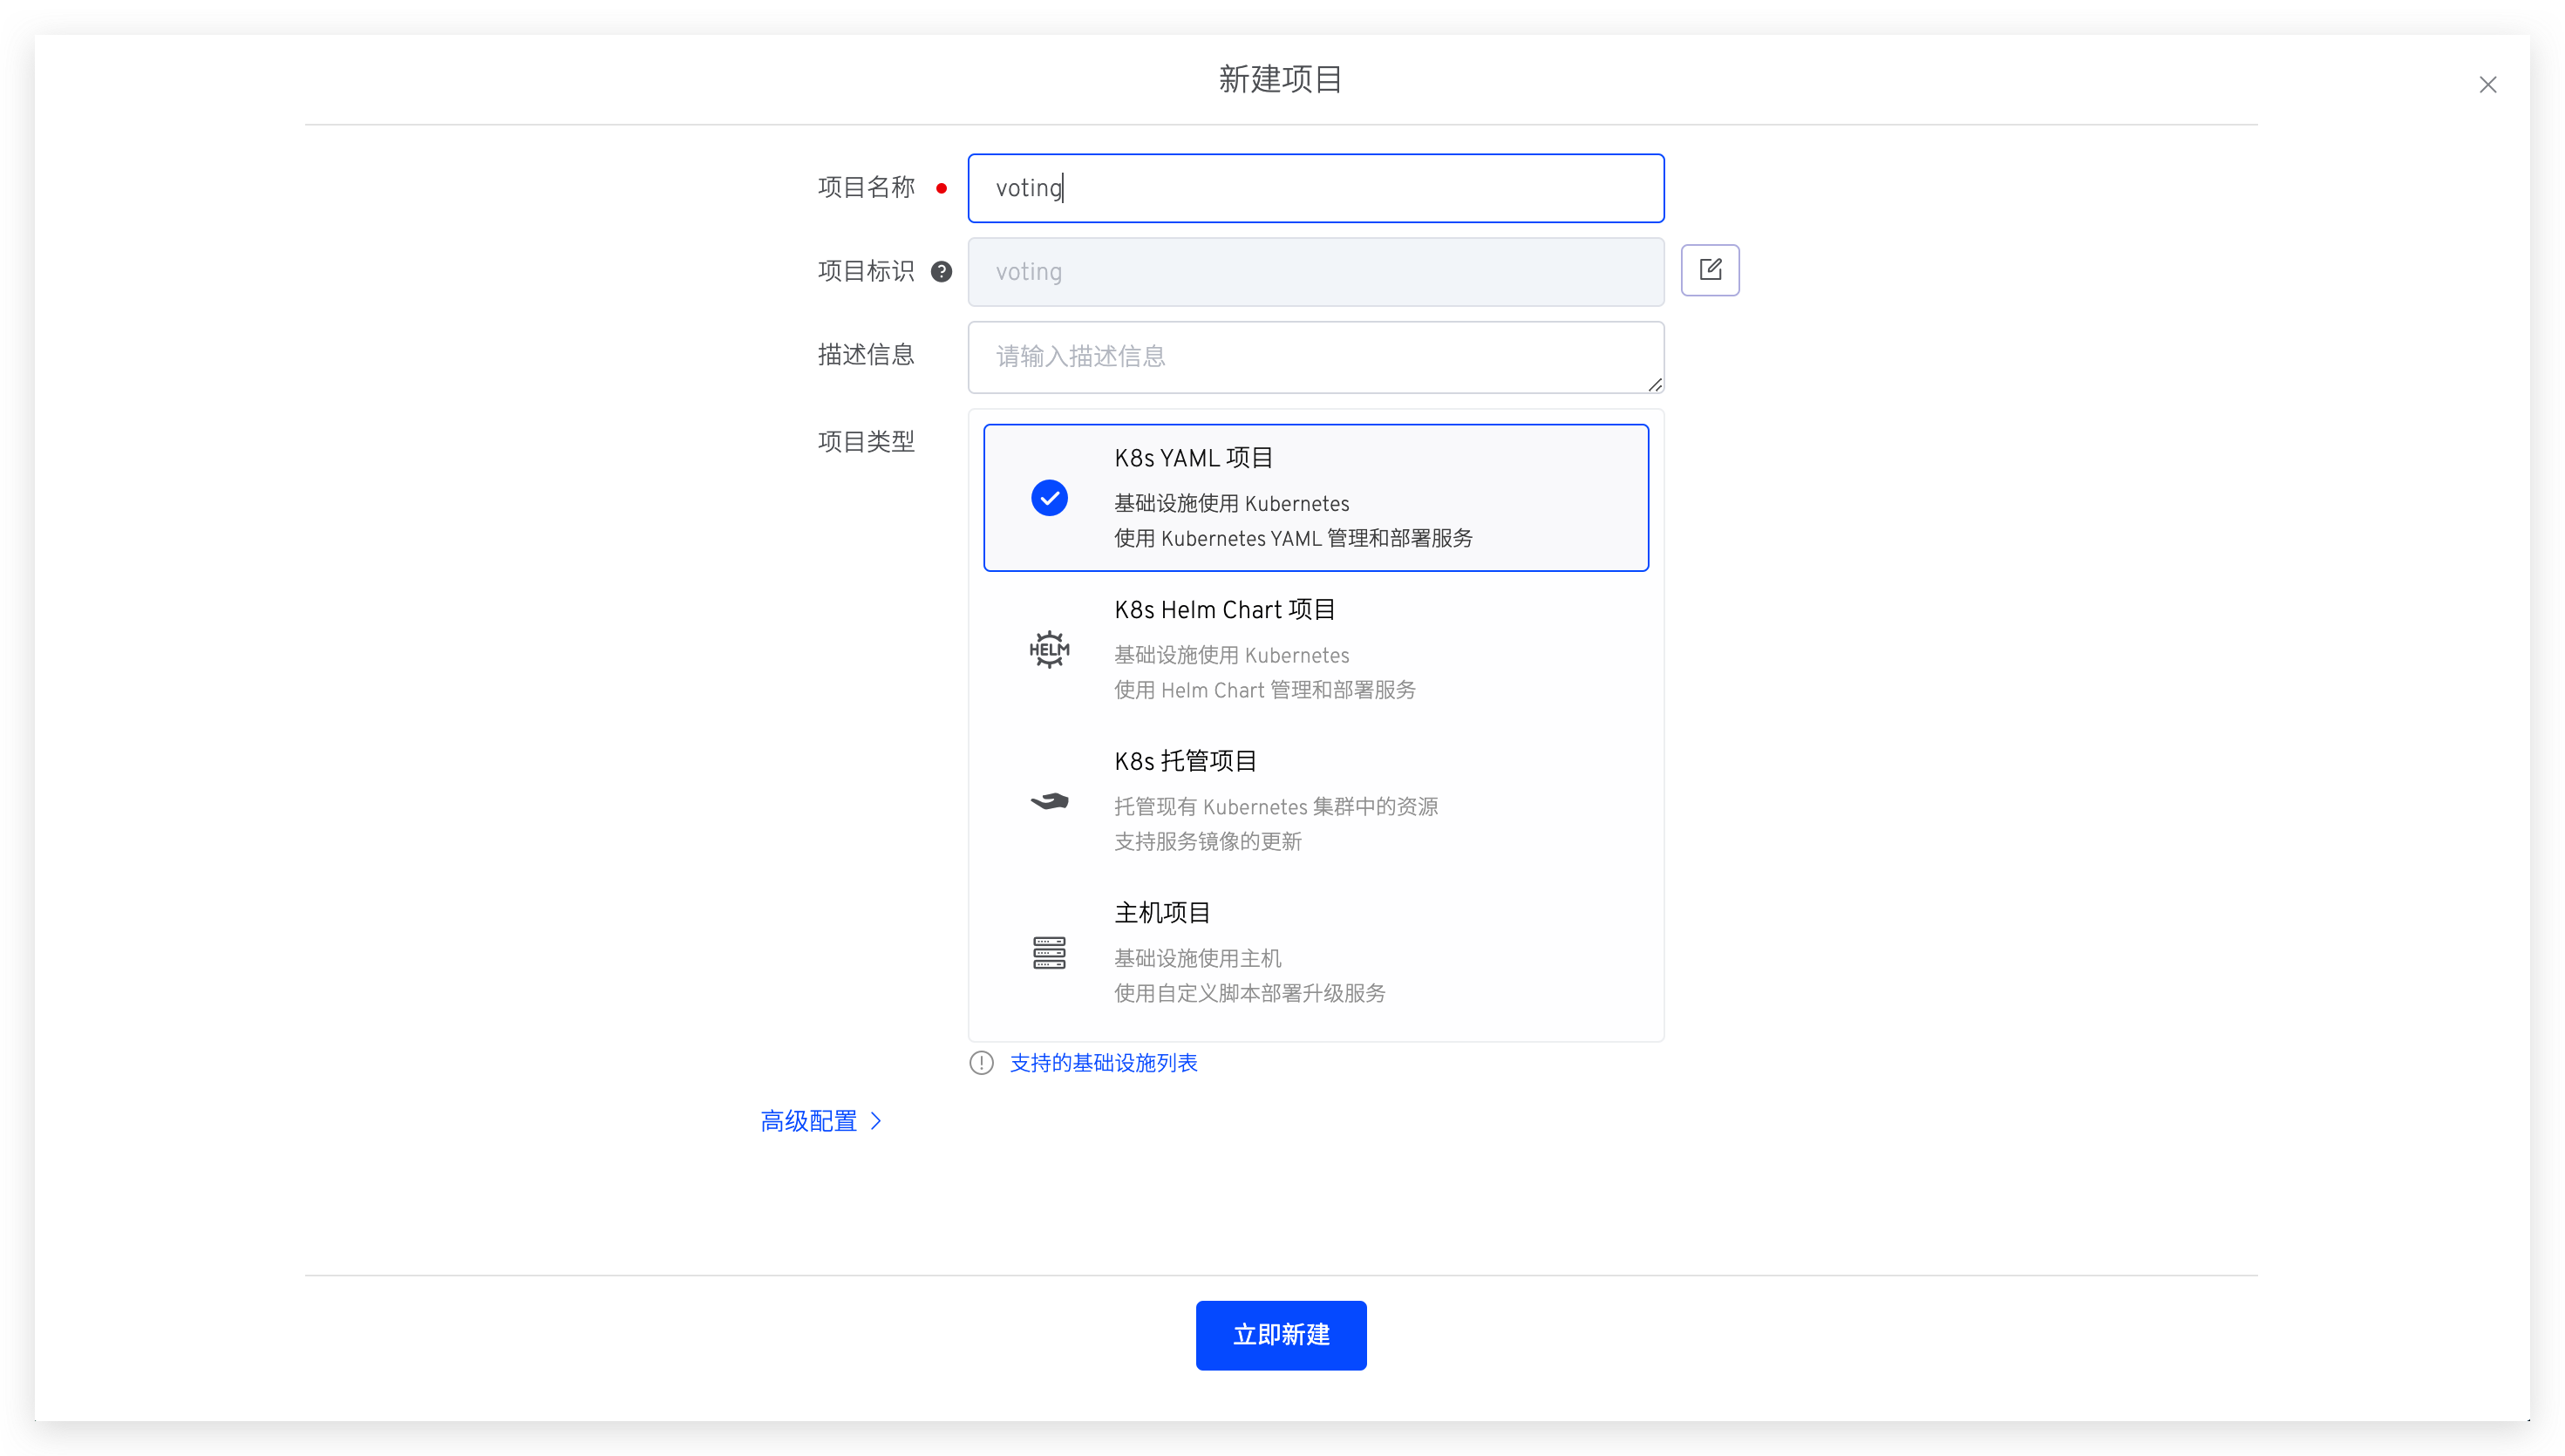 新建项目
项目名称
voting
项目标识
voting
描述信息
请输入描述信息
项目类型
K8s YAML 项目
基础设施使用 Kubernetes
使用 Kubernetes YAML 管理和部署服务
HELM
K8s Helm Chart 项目
基础设施使用 Kubernetes
使用 Helm Chart 管理和部署服务
K8s 托管项目
托管现有 Kubernetes 集群中的资源
支持服务镜像的更新
主机项目
基础设施使用主机
使用自定义脚本部署升级服务
支持的基础设施列表
高级配置
立即新建